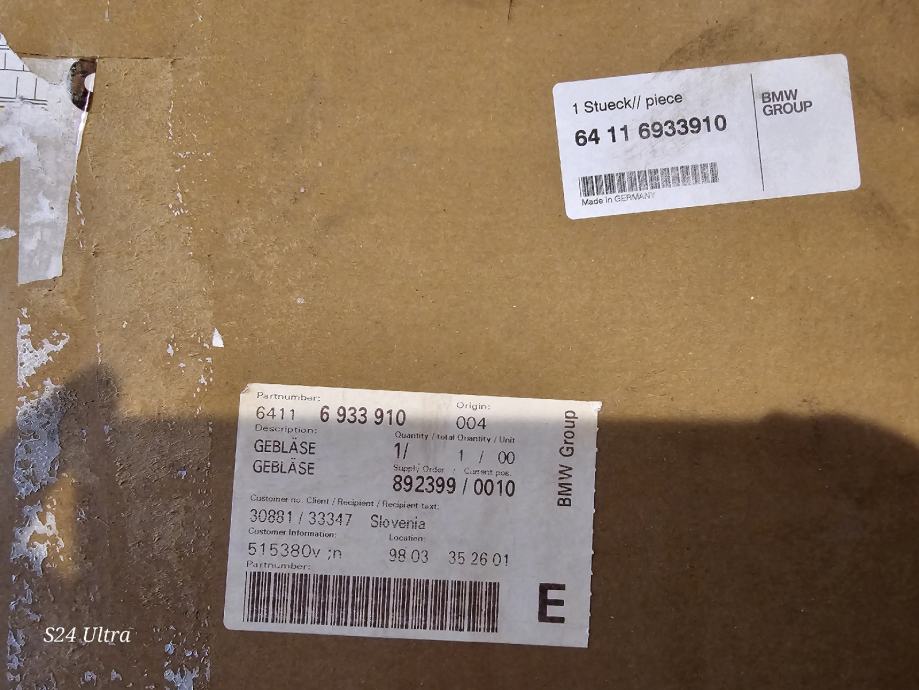 1 Stueck// piece
64 11 6933910
Made in GERMANY
BMW
GROUP
Partnumber:
6411 6 933 910
Origin:
004
Description:
GEBLÄSE
GEBLÄSE
Quantity / total Quantity / Unit
1/ 1 / 00
Supply Order / Current pos.
892399 / 0010
Customer no. Client / Recipient / Recipient text:
30881 / 33347 Slovenia
Customer Information:
515380v ;n
Location:
98 03 35 26 01
Partnumber:
BMW Group
E
S24 Ultra